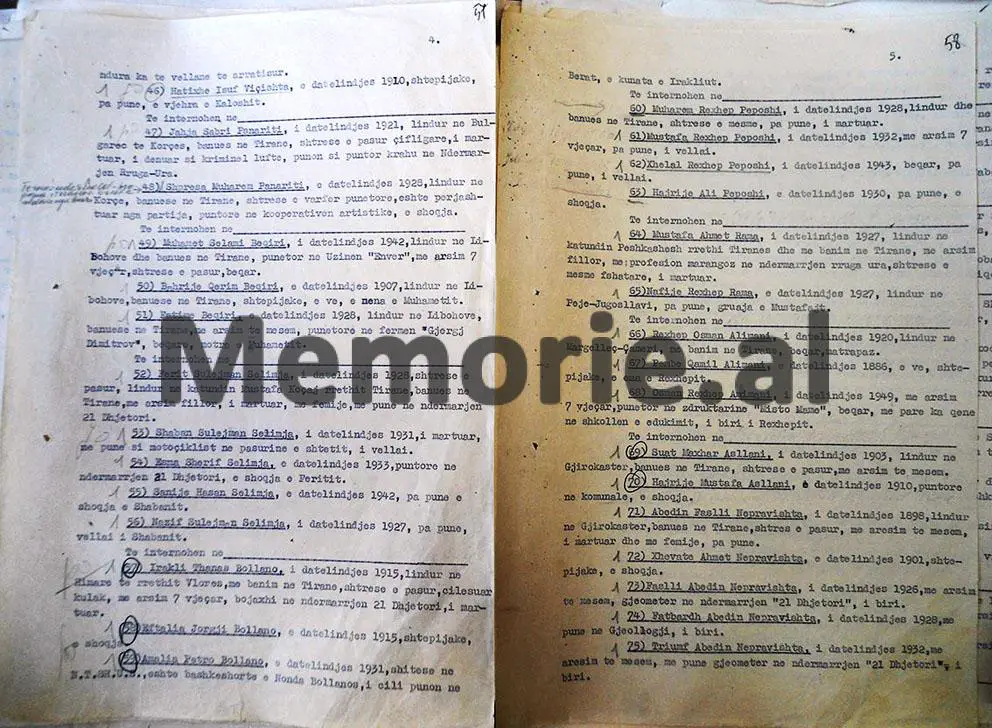 57
4.
ndura ka te vellane te arratisur.
46) Hatixhe Isuf Viçishta, e datelindjes 1910,shtepijake,
pa pune, e vjehra e Kaloshit.
Te internohen ne
47) Jahja Sabri Panariti, i datelindjes 1921, lindur ne Bul-
garec te Korçes, banues ne Tirane, shtrese e pasur çifligare,i mar-
tuar, i denuar si kriminel lufte, punon si puntor krahu ne Ndermar-
jen Rruga-Ura.
48) Shpresa Muharem Panariti, e datelindjes 1928,lindur ne
Korçe, banuese ne Tirane, shtrese e varfer punetore,eshte perjash-
tuar nga partija, puntore ne kooperativen artistike, e shoqja.
Te internohen ne
49) Muhamet Selami Beqiri, i datelindjes 1942,lindur ne Li-
bohove dhe banues ne Tirane, punetor ne Uzinen "Enver",me arsim 7
vjeçar,shtrese e pasur,beqar.
50) Bahrije Qerim Beqiri, e datelindjes 1907,lindur ne Li-
bohove,banuese ne Tirane, shtepijake, e ve, e nena e Muhametit.
51) Fatime Beqiri, e datelindjes 1928, lindur ne Libohove,
banuese ne Tirane,me arsim te mesem, punetore ne fermen "Gjergj
Dimitrov", beqare, motra e Muhametit.
Te internohen ne
52) Ferit Sulejman Selimja, i datelindjes 1928,shtrese e
pasur, lindur ne katundin Mustafa Koçaj rrethit Tirane,banues ne
Tirane,me arsim fillor, i martuar, me femije,me pune ne ndermarjen
21 Dhjetori.
53) Shaban Sulejman Selimja, i datelindjes 1931,i martuar,
me pune si motoçiklist ne pasurine e shtetit, i vellai.
54) Esma Sherif Selimja, e datelindjes 1933,puntore ne
ndermarrjen 21 Dhjetori, e shoqja e Feritit.
55) Sanije Hasan Selimja, e datelindjes 1942, pa pune e
shoqja e Shabanit.
56) Nazif Sulejman Selimja, i datelindjes 1927, pa pune,
vellai i Shabanit.
Te internohen ne
57) Irakli Thanas Bollano, i datelindjes 1915,lindur ne
Himare te rrethit Vlores,me banim ne Tirane,shtrese e pasur,cilesuar
kulak, me arsim 7 vjeçar, bojaxhi ne ndermarrjen 21 Dhjetori,i mar-
tuar.
58) Eftalia Jorgji Bollano, e datelindjes 1915,shtepijake,
e shoqja
59) Amalia Petro Bollano, e datelindjes 1931,shitese ne
eshte bashkeshorte e Nonda Bollanos,i cili punon ne
58
5.
Berat, e kunata e Irakliut.
Te internohen ne
60) Muharem Rexhep Peposhi, i datelindjes 1928,lindur dhe
banues ne Tirane, shtrese e mesme, pa pune, i martuar.
61)Mustafa Rexhep Peposhi, i datelindjes 1932,me arsim 7
vjeçar, pa pune, i vellai.
62)Xhelal Rexhep Peposhi, i datelindjes 1943, beqar, pa
pune, i vellai.
63) Hajrije Ali Peposhi, e datelindjes 1930, pa pune, e
shoqja.
Te internohen ne
64) Mustafa Ahmet Rama, i datelindjes 1927, lindur ne
katundin Peshkashesh rrethi Tiranes dhe me banim ne Tirane, me arsim
fillor, me profesion marangoz ne ndermarrjen rruga ura,shtrese e
mesme fshatare, i martuar.
65)Nafije Rexhep Rama, e datelindjes 1927, lindur ne
Peje-Jugosllavi, pa pune, gruaja e Mustafait.
Te internohen ne
66) Rexhep Osman Alimani, i datelindjes 1920,lindur ne
Margelleç-Çameri, me banim ne Tirane, beqar,matrapaz.
67) Pembe Qamil Alimani, e datelindjes 1886, e ve, shte-
pijake, e ema e Rexhepit.
68) Osman Rexhep Alimani, i datelindjes 1949, me arsim
7 vjeçar,punetor ne zdruktarine "Misto Mame", beqar, me pare ka qene
ne shkollen e edukimit, i biri i Rexhepit.
Te internohen ne
69) Suat Mazhar Asllani, i datelindjes 1903, lindur ne
Gjirokaster,banues ne Tirane, shtrese e pasur,me arsim te mesem.
70) Hajrije Mustafa Asllani, e datelindjes 1910,puntore
ne komunale, e shoqja.
71) Abedin Faslli Nepravishta, i datelindjes 1898,lindur
ne Gjirokaster,banues ne Tirane,shtres e pasur, me aresim te mesem,
i martuar dhe me femije, pa pune.
72) Xhevate Ahmet Nepravishta, e datelindjes 1901,shte-
pijake, e shoqja.
73)Faslli Abedin Nepravishta, i datelindjes 1926,me arsim
te mesem, gjeometer ne ndermarrjen "21 Dhjetori", i biri.
74) Fatbardh Abedin Nepravishta, i datelindjes 1928,me
pune ne Gjeollogji, i biri.
75) Triumf Abedin Nepravishta, i datelindjes 1932,me
aresim te mesem, me pune gjeometer ne ndermarrjen "21 Dhjetori", i
biri.
Memorie.al